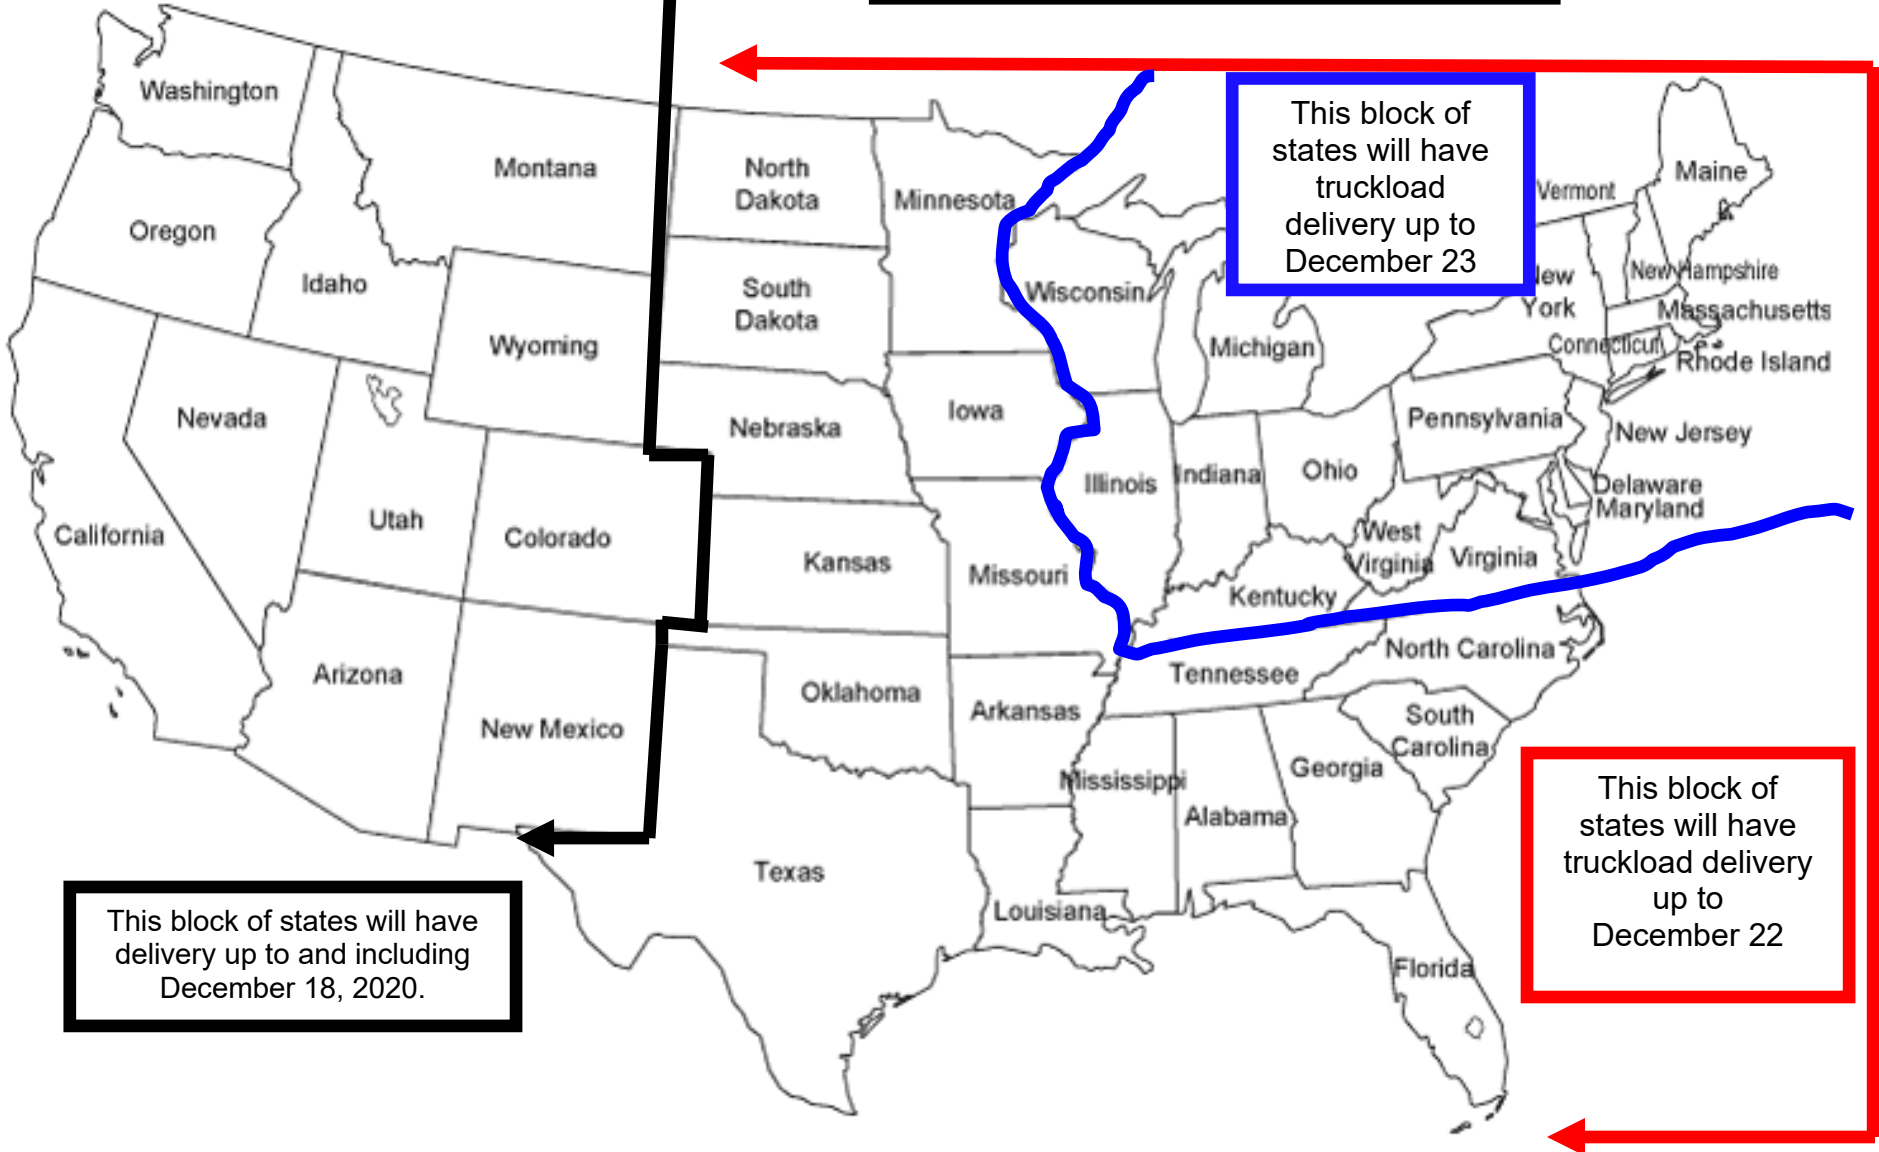 Washington
Montana
North
Dakota
Minnesota
This block of
states will have
truckload
delivery up to
December 23
Vermont
Maine
Oregon
Idaho
Wyoming
South
Dakota
Wisconsin
Michigan
New
York
New Hampshire
Massachusetts
Connecticut
Rhode Island
Nevada
Nebraska
Iowa
Pennsylvania
New Jersey
California
Utah
Colorado
Kansas
Missouri
Illinois
Indiana
Ohio
West
Virginia
Virginia
Delaware
Maryland
Kentucky
Arizona
New Mexico
Oklahoma
Arkansas
Tennessee
North Carolina
South
Carolina
Texas
Louisiana
Mississippi
Alabama
Georgia
Florida
This block of
states will have
truckload delivery
up to
December 22
This block of states will have
delivery up to and including
December 18, 2020.